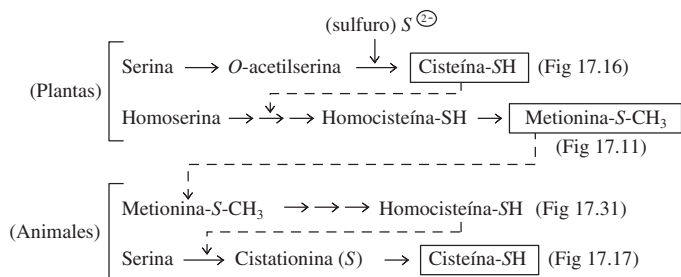 (sulfuro) S 2−
Serina → O-acetilserina → Cisteína-SH (Fig 17.16)
(Plantas)
Homoserina → → → Homocisteína-SH → Metionina-S-CH₃
(Fig 17.11)
Metionina-S-CH₃ → → → Homocisteína-SH (Fig 17.31)
(Animales)
Serina → Cistationina (S) → Cisteína-SH (Fig 17.17)